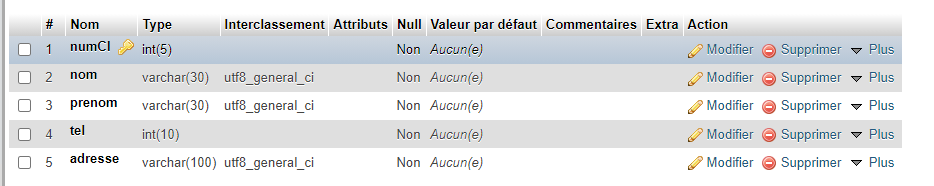 # Nom Type Interclassement Attributs Null Valeur par défaut Commentaires Extra Action
1 numCl int(5) Non Aucun(e) Modifier Supprimer Plus
2 nom varchar(30) utf8_general_ci Non Aucun(e) Modifier Supprimer Plus
3 prenom varchar(30) utf8_general_ci Non Aucun(e) Modifier Supprimer Plus
4 tel int(10) Non Aucun(e) Modifier Supprimer Plus
5 adresse varchar(100) utf8_general_ci Non Aucun(e) Modifier Supprimer Plus